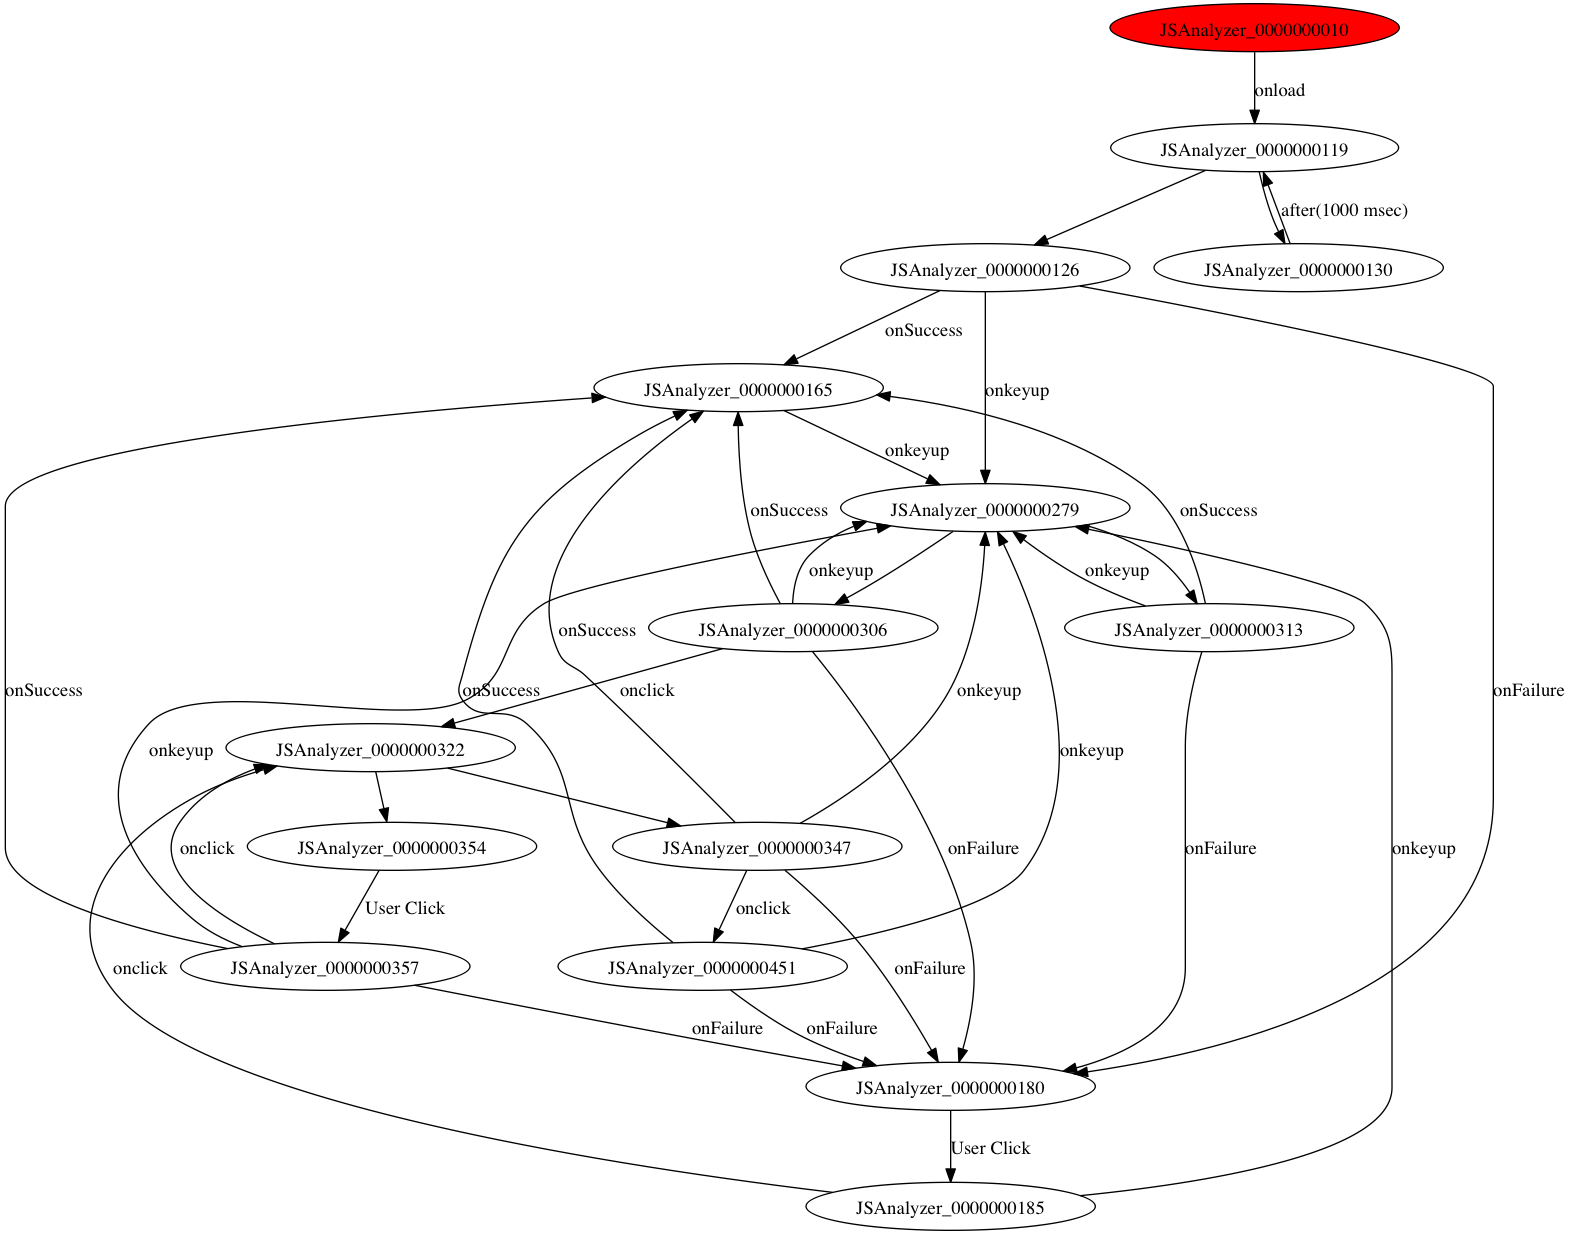 JSAnalyzer_0000000010
onload
JSAnalyzer_0000000119
after(1000 msec)
JSAnalyzer_0000000126
JSAnalyzer_0000000130
onSuccess
JSAnalyzer_0000000165
onkeyup
onkeyup
JSAnalyzer_0000000279
onSuccess
onSuccess
onkeyup
onkeyup
JSAnalyzer_0000000306
JSAnalyzer_0000000313
onSuccess
onSuccess
onSuccess
onclick
onkeyup
onFailure
JSAnalyzer_0000000322
onkeyup
onkeyup
JSAnalyzer_0000000354
JSAnalyzer_0000000347
onclick
onFailure
onFailure
onkeyup
User Click
onclick
JSAnalyzer_0000000357
JSAnalyzer_0000000451
onclick
onFailure
onFailure
onFailure
JSAnalyzer_0000000180
User Click
JSAnalyzer_0000000185